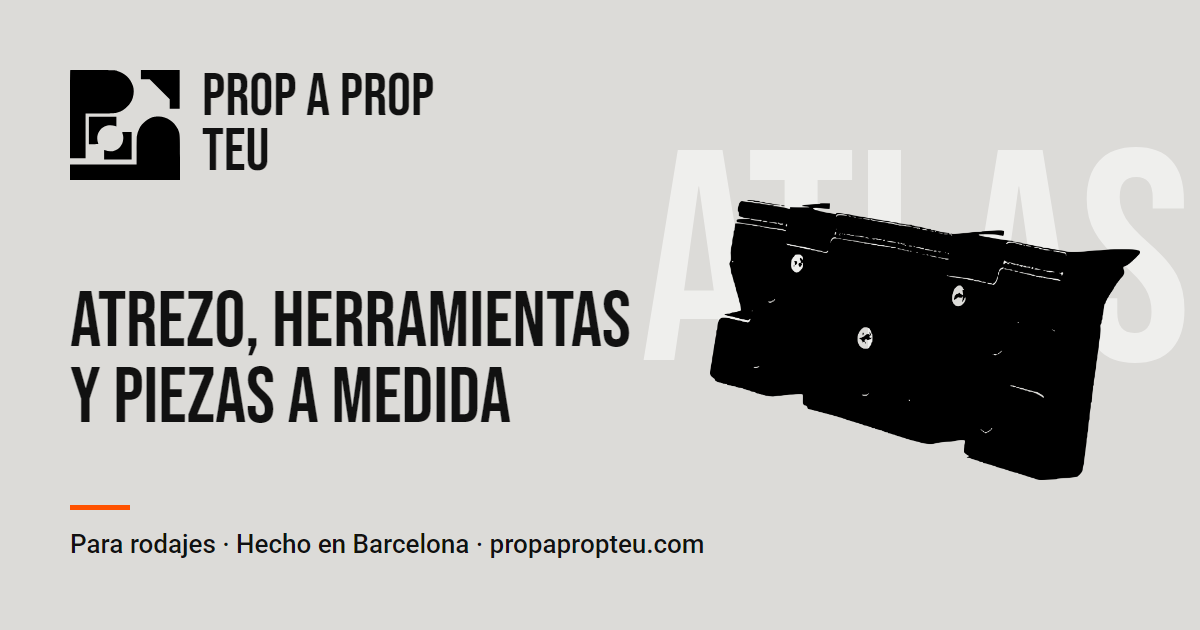 PROP A PROP
TEU
ATLAS
ATREZO, HERRAMIENTAS
Y PIEZAS A MEDIDA
Para rodajes · Hecho en Barcelona · propapropteu.com